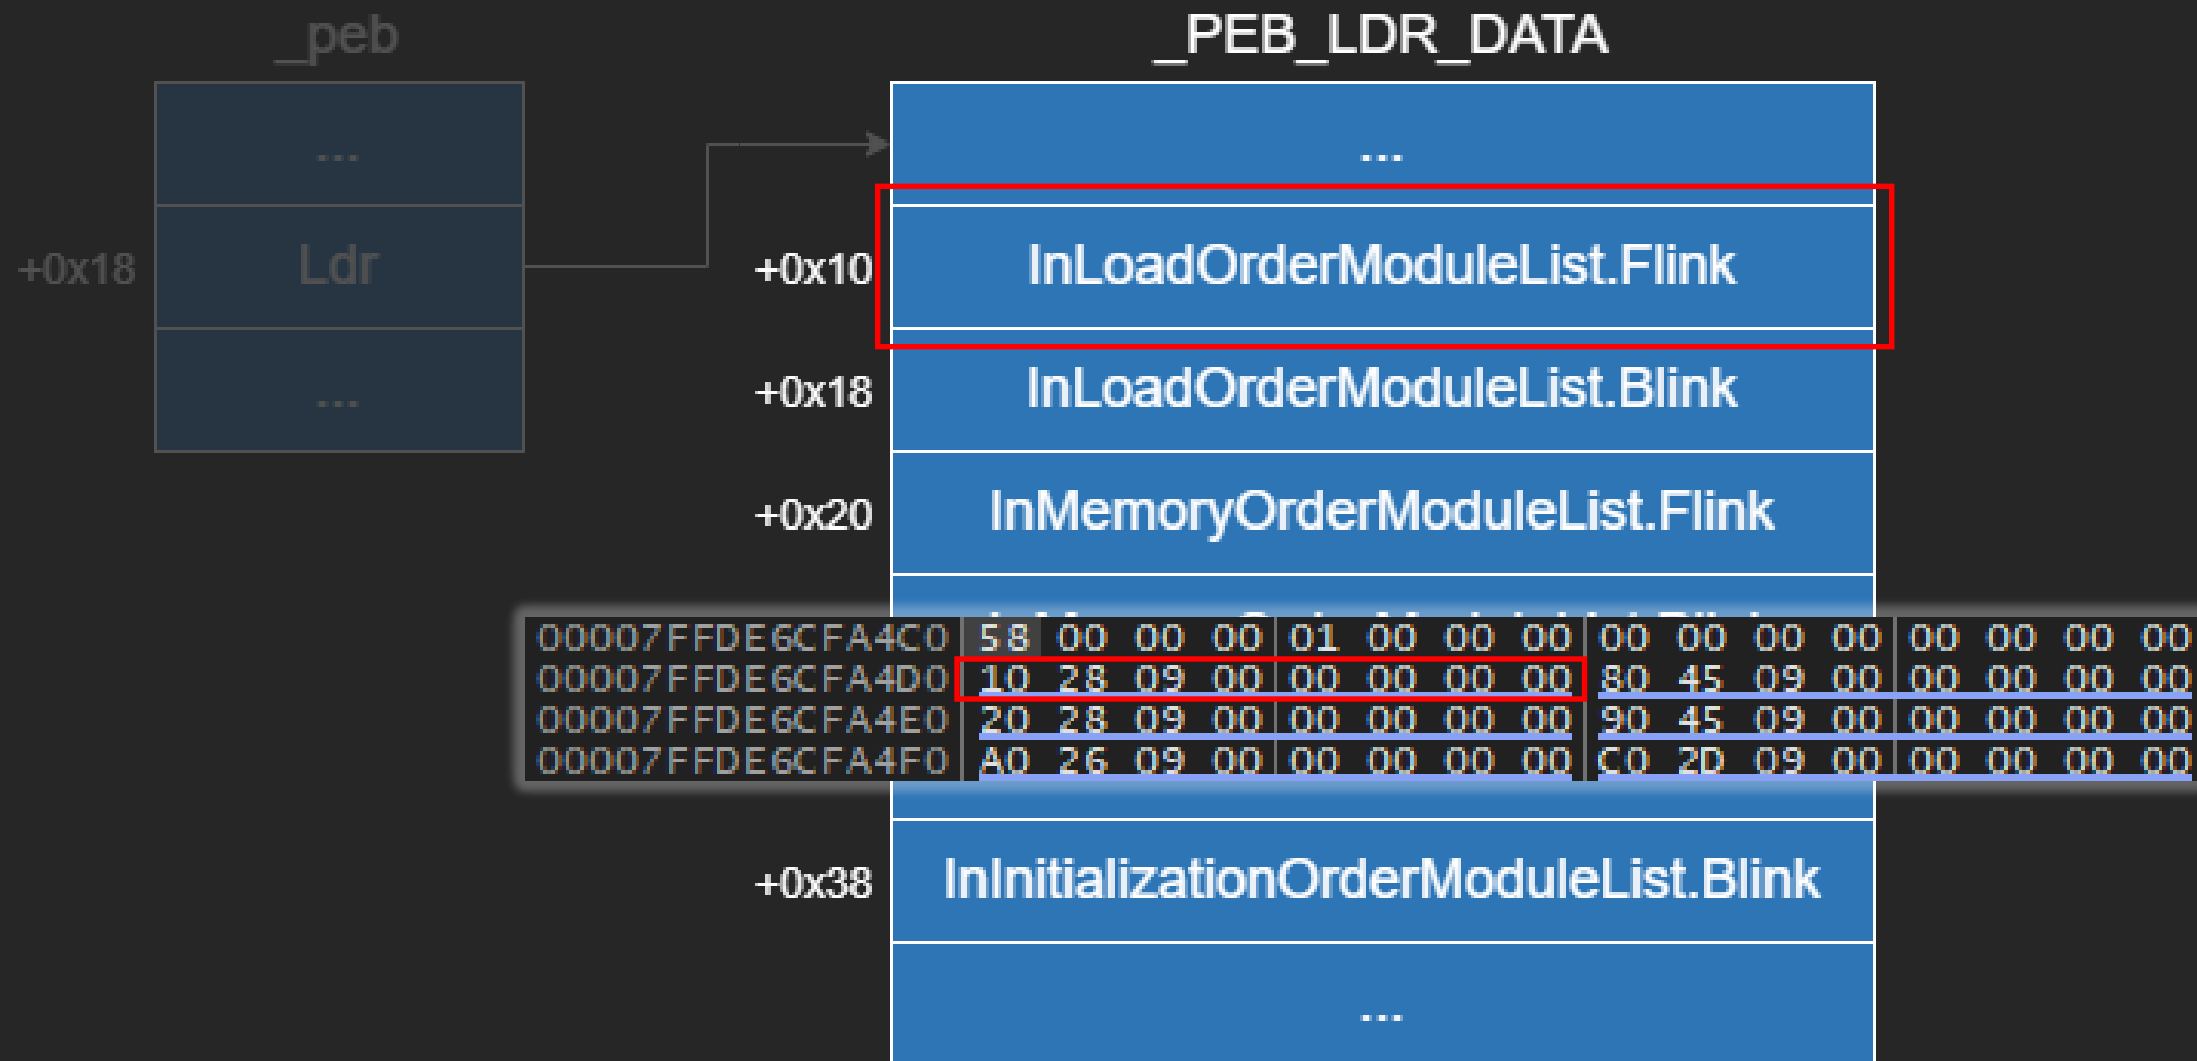 _peb
_PEB_LDR_DATA
...
...
+0x18
Ldr
+0x10
InLoadOrderModuleList.Flink
...
+0x18
InLoadOrderModuleList.Blink
+0x20
InMemoryOrderModuleList.Flink
00007FFDE6CFA4C0 58 00 00 00 01 00 00 00 00 00 00 00 00 00 00 00
00007FFDE6CFA4D0 10 28 09 00 00 00 00 00 80 45 09 00 00 00 00 00
00007FFDE6CFA4E0 20 28 09 00 00 00 00 00 90 45 09 00 00 00 00 00
00007FFDE6CFA4F0 A0 26 09 00 00 00 00 00 C0 2D 09 00 00 00 00 00
+0x38
InInitializationOrderModuleList.Blink
...